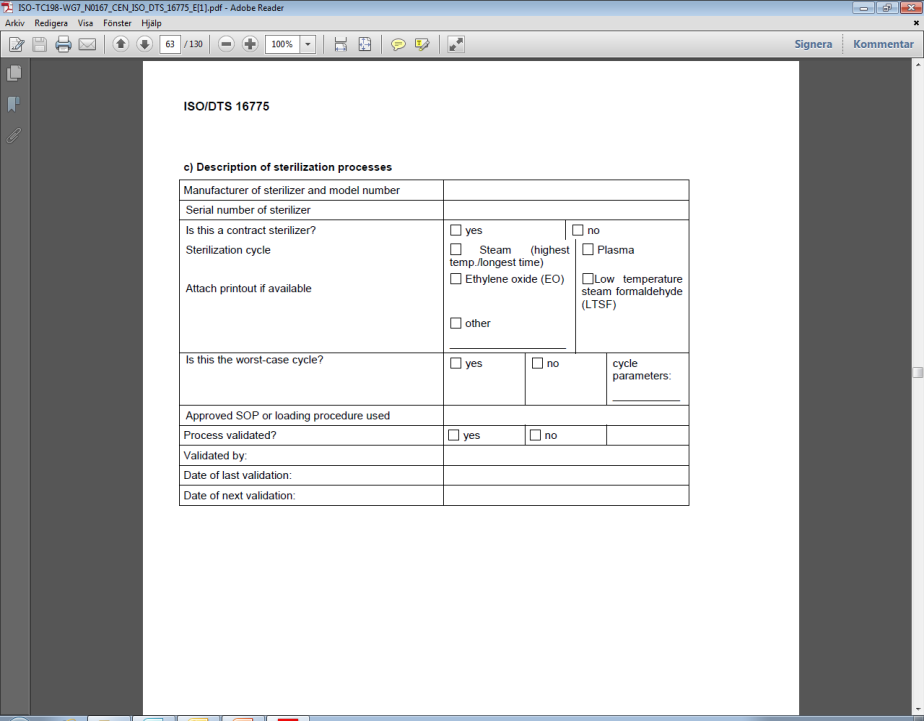 ISO-TC198-WG7_N0167_CEN_ISO_DTS_16775_E[1].pdf - Adobe Reader
Arkiv Redigera Visa Fönster Hjälp
63 / 130 100% Signera Kommentar
ISO/DTS 16775
c) Description of sterilization processes
Manufacturer of sterilizer and model number
Serial number of sterilizer
Is this a contract sterilizer? yes no
Sterilization cycle Steam (highest temp./longest time) Plasma
Attach printout if available Ethylene oxide (EO) Low temperature steam formaldehyde (LTSF)
other
Is this the worst-case cycle? yes no cycle parameters:
Approved SOP or loading procedure used
Process validated? yes no
Validated by:
Date of last validation:
Date of next validation: